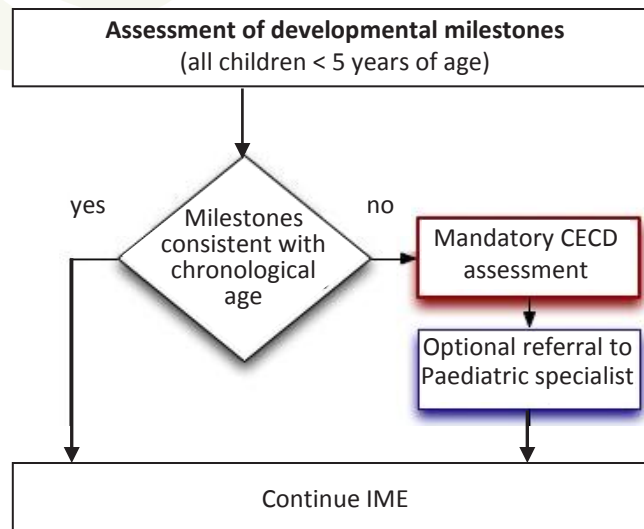 Assessment of developmental milestones
(all children < 5 years of age)
yes
no
Milestones
consistent with
chronological
age
Mandatory CECD
assessment
Optional referral to
Paediatric specialist
Continue IME